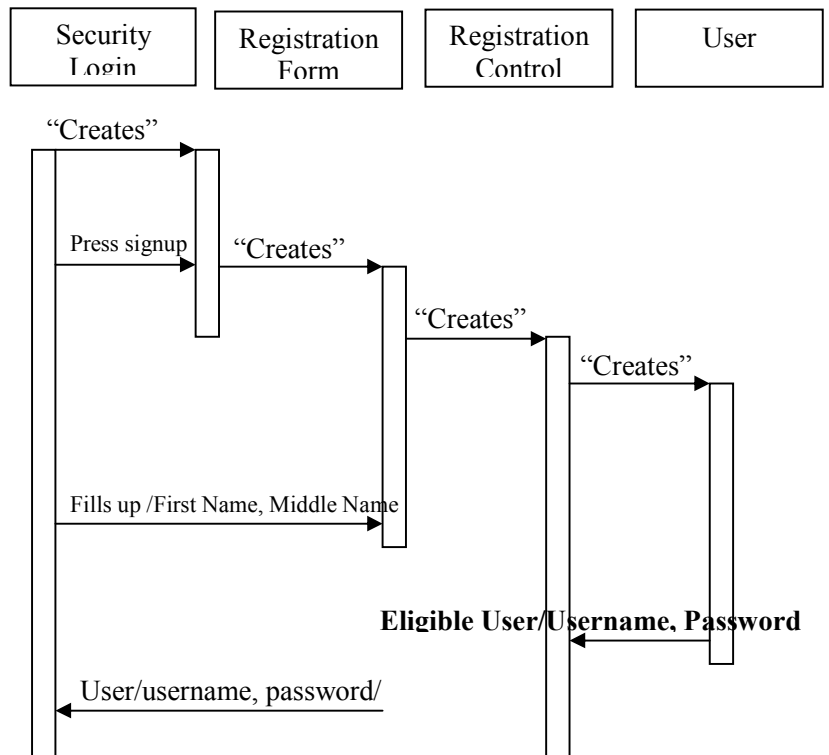 Security
Login
Registration
Form
Registration
Control
User
“Creates”
Press signup
“Creates”
“Creates”
“Creates”
Fills up /First Name, Middle Name
Eligible User/Username, Password
User/username, password/